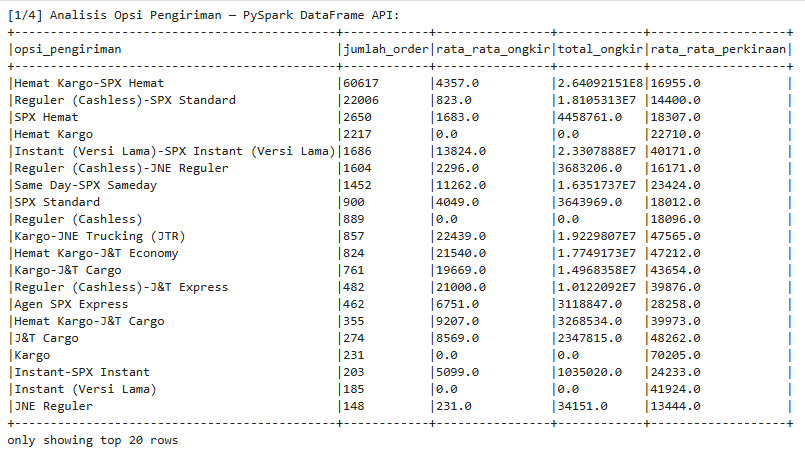 [1/4] Analisis Opsi Pengiriman — PySpark DataFrame API:
+-------------------------------------------+------------+----------------+------------+-------------------+
|opsi_pengiriman                            |jumlah_order|rata_rata_ongkir|total_ongkir|rata_rata_perkiraan|
+-------------------------------------------+------------+----------------+------------+-------------------+
|Hemat Kargo-SPX Hemat                      |60617       |4357.0          |2.64092151E8|16955.0            |
|Reguler (Cashless)-SPX Standard            |22006       |823.0           |1.8105313E7 |14400.0            |
|SPX Hemat                                  |2650        |1683.0          |4458761.0   |18307.0            |
|Hemat Kargo                                |2217        |0.0             |0.0         |22710.0            |
|Instant (Versi Lama)-SPX Instant (Versi Lama)|1686        |13824.0         |2.3307888E7 |40171.0            |
|Reguler (Cashless)-JNE Reguler             |1604        |2296.0          |3683206.0   |16171.0            |
|Same Day-SPX Sameday                       |1452        |11262.0         |1.6351737E7 |23424.0            |
|SPX Standard                               |900         |4049.0          |3643969.0   |18012.0            |
|Reguler (Cashless)                         |889         |0.0             |0.0         |18096.0            |
|Kargo-JNE Trucking (JTR)                   |857         |22439.0         |1.9229807E7 |47565.0            |
|Hemat Kargo-J&T Economy                    |824         |21540.0         |1.7749173E7 |47212.0            |
|Kargo-J&T Cargo                            |761         |19669.0         |1.4968358E7 |43654.0            |
|Reguler (Cashless)-J&T Express             |482         |21000.0         |1.0122092E7 |39876.0            |
|Agen SPX Express                           |462         |6751.0          |3118847.0   |28258.0            |
|Hemat Kargo-J&T Cargo                      |355         |9207.0          |3268534.0   |39973.0            |
|J&T Cargo                                  |274         |8569.0          |2347815.0   |48262.0            |
|Kargo                                      |231         |0.0             |0.0         |70205.0            |
|Instant-SPX Instant                        |203         |5099.0          |1035020.0   |24233.0            |
|Instant (Versi Lama)                       |185         |0.0             |0.0         |41924.0            |
|JNE Reguler                                |148         |231.0           |34151.0     |13444.0            |
+-------------------------------------------+------------+----------------+------------+-------------------+
only showing top 20 rows